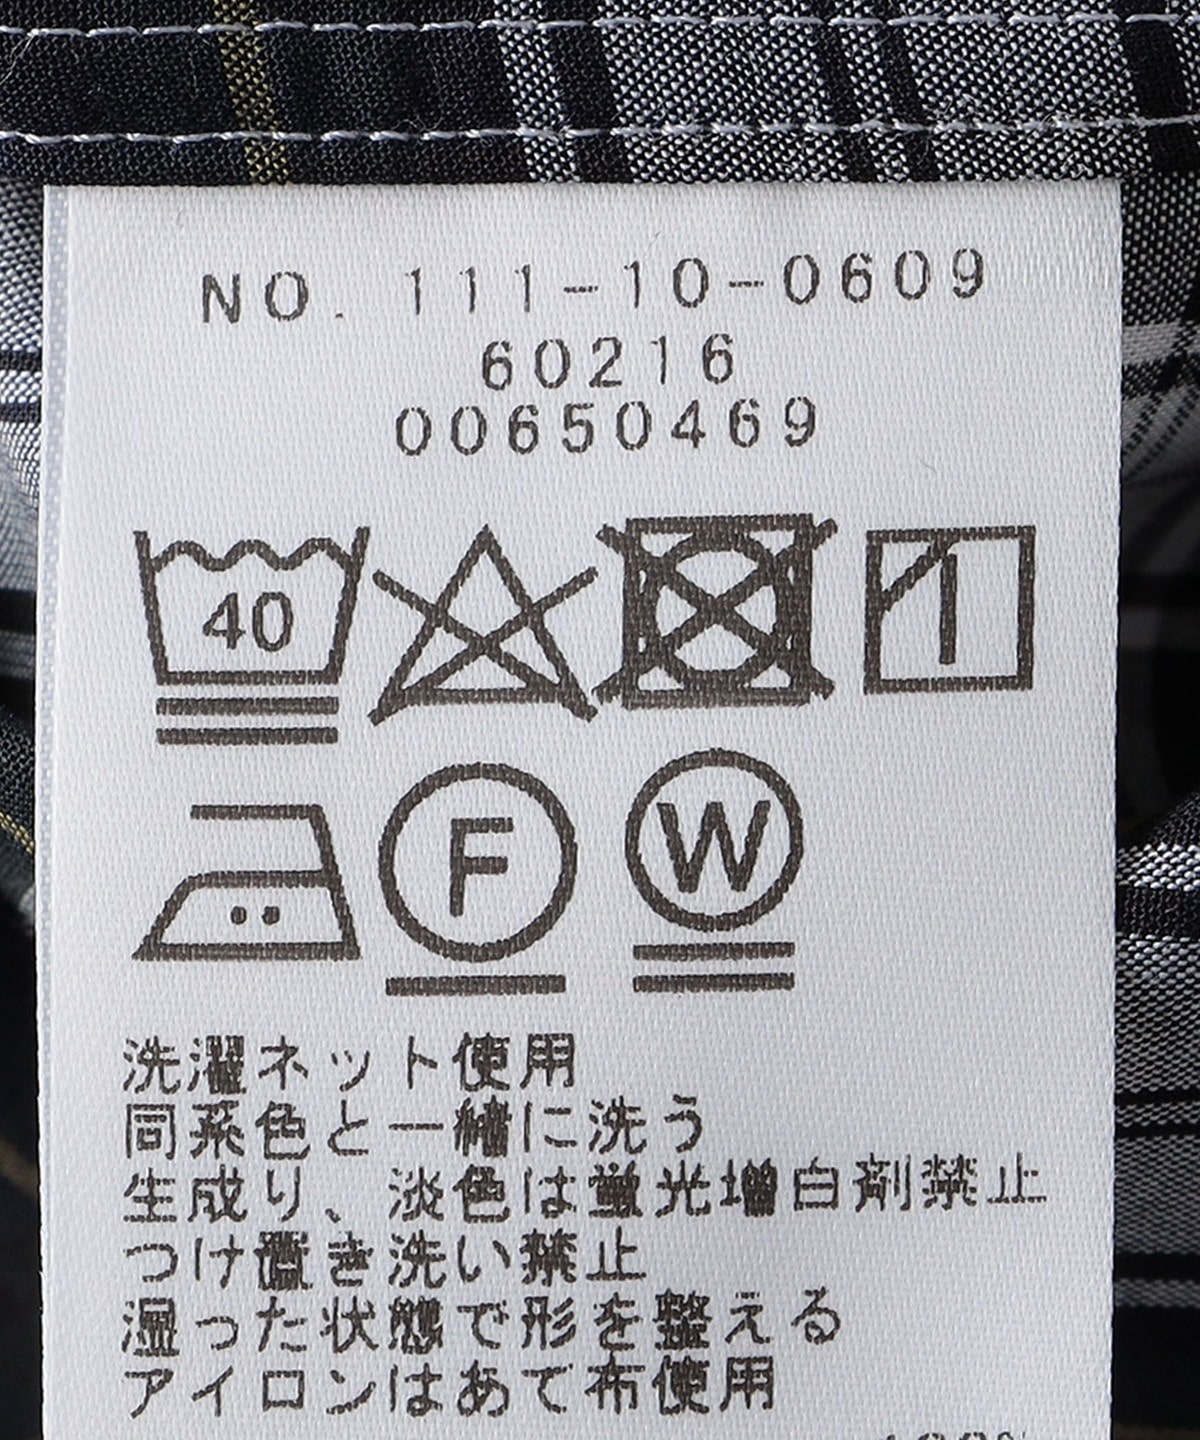 NO. 111-10-0609
60216
00650469
40
F
W
洗濯ネット使用
同系色と一緒に洗う
生成り、淡色は蛍光増白剤禁止
つけ置き洗い禁止
湿った状態で形を整える
アイロンはあて布使用